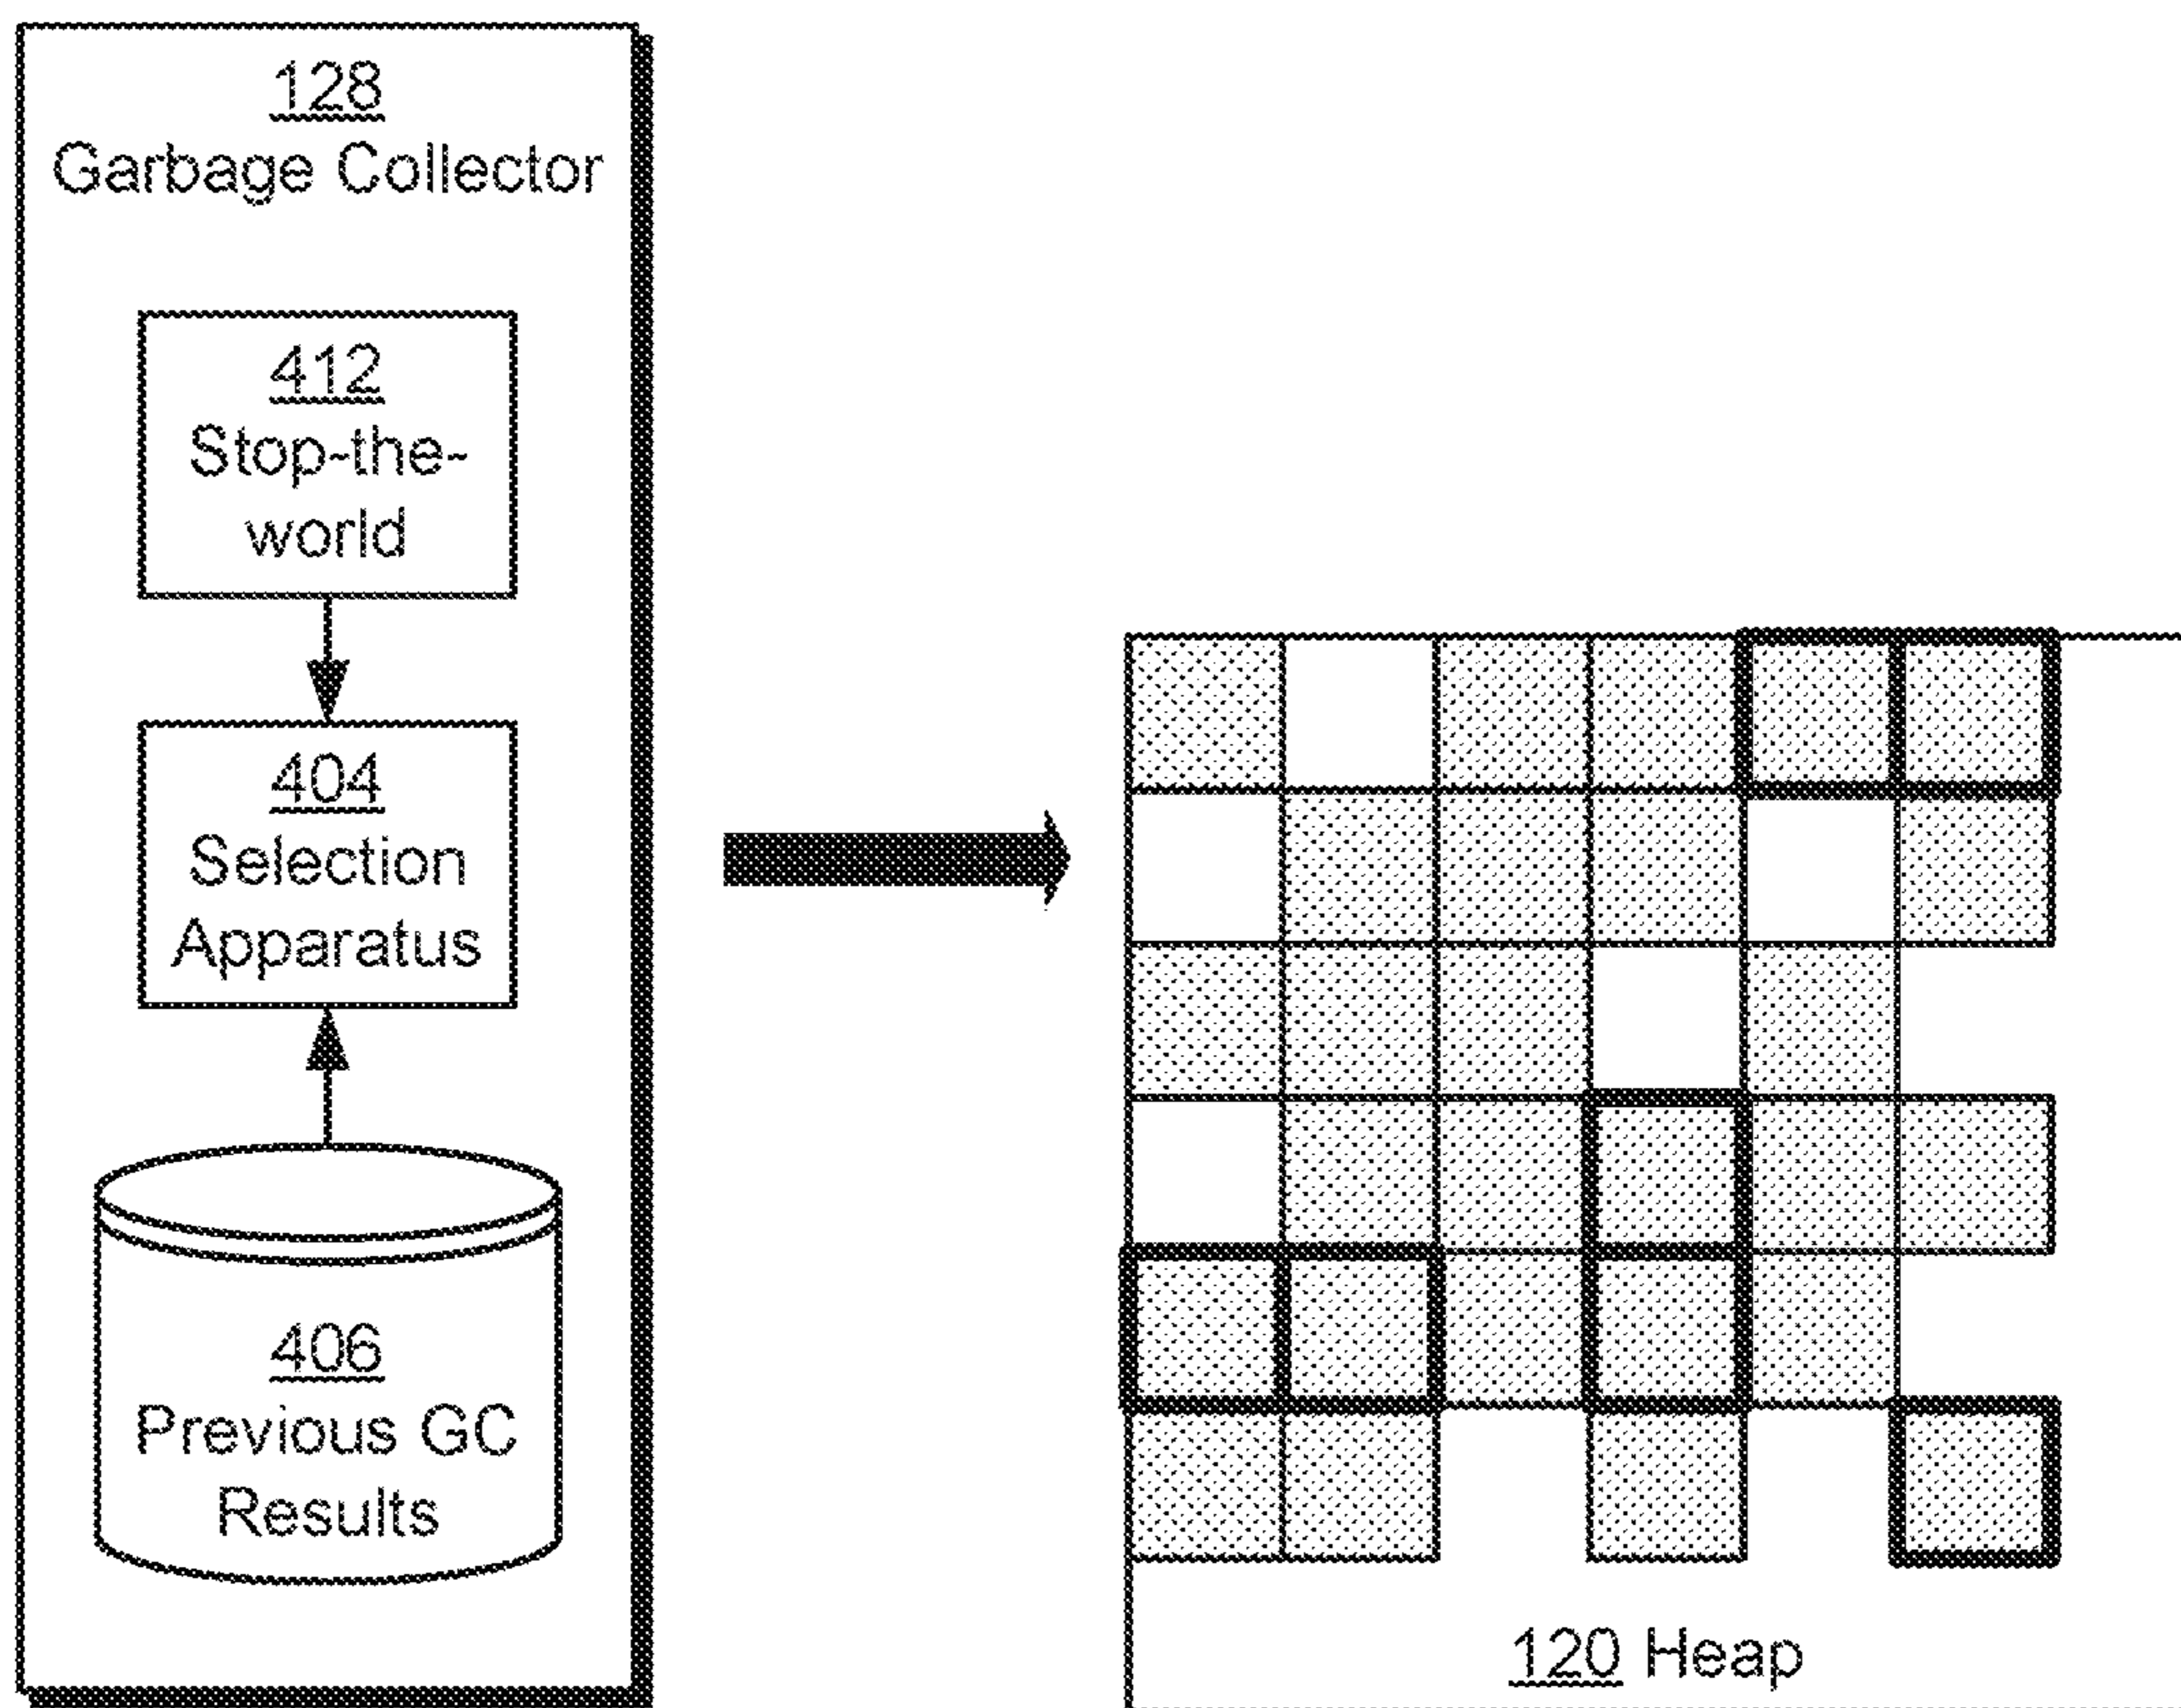 128
Garbage Collector
412
Stop-the-
world
404
Selection
Apparatus
406
Previous GC
Results
120 Heap